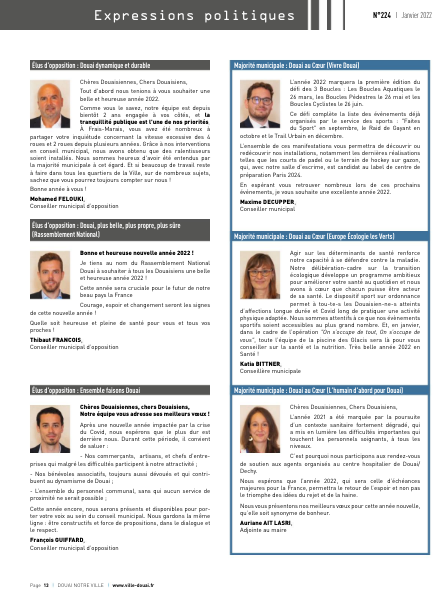 Expressions politiques
N°224 | Janvier 2022
Élus d'opposition : Douai dynamique et durable
Chères Douaisiennes, Chers Douaisiens,
Tout d'abord nous tenions à vous souhaiter une
belle et heureuse année 2022.
Comme vous le savez, notre équipe est depuis
bientôt 2 ans engagée à vos côtés, et la
tranquillité publique est l'une de nos priorités.
À Frais-Marais, vous avez été nombreux à
partager votre inquiétude concernant la vitesse excessive des 4
roues et 2 roues depuis plusieurs années. Grâce à nos interventions
en conseil municipal, nous avons obtenu que des ralentisseurs
soient installés. Nous sommes heureux d'avoir été entendus par
la majorité municipale à cet égard. Et si beaucoup de travail reste
à faire dans tous les quartiers de la Ville, sur de nombreux sujets,
sachez que vous pourrez toujours compter sur nous !
Bonne année à vous !
Mohamed FELOUKI,
Conseiller municipal d'opposition
Élus d'opposition : Douai, plus belle, plus propre, plus sûre
(Rassemblement National)
Bonne et heureuse nouvelle année 2022 !
Je tiens au nom du Rassemblement National
Douai à souhaiter à tous les Douaisiens une belle
et heureuse année 2022 !
Cette année sera cruciale pour le futur de notre
beau pays la France
Courage, espoir et changement seront les signes
de cette nouvelle année !
Quelle soit heureuse et pleine de santé pour vous et tous vos
proches !
Thibaut FRANCOIS,
Conseiller municipal d'opposition
Élus d'opposition : Ensemble faisons Douai
Chères Douaisiennes, chers Douaisiens,
Notre équipe vous adresse ses meilleurs vœux !
Après une nouvelle année impactée par la crise
du Covid, nous espérons que le plus dur est
derrière nous. Durant cette période, il convient
de saluer :
- Nos commerçants, artisans, et chefs d'entre-
prises qui malgré les difficultés participent à notre attractivité ;
- Nos bénévoles associatifs, toujours aussi dévoués et qui contri-
buent au dynamisme de Douai ;
- L'ensemble du personnel communal, sans qui aucun service de
proximité ne serait possible ;
Cette année encore, nous serons présents et disponibles pour por-
ter votre voix au sein du conseil municipal. Nous gardons la même
ligne : être constructifs et force de propositions, dans le dialogue et
le respect.
François GUIFFARD,
Conseiller municipal d'opposition
Majorité municipale : Douai au Cœur (Vivre Douai)
L'année 2022 marquera la première édition du
défi des 3 Boucles : Les Boucles Aquatiques le
26 mars, les Boucles Pédestres le 26 mai et les
Boucles Cyclistes le 26 juin.
Ce défi complète la liste des événements déjà
organisés par le service des sports : "Faites
du Sport" en septembre, le Raid de Gayant en
octobre et le Trail Urbain en décembre.
L'ensemble de ces manifestations vous permettra de découvrir ou
redécouvrir nos installations, notamment les dernières réalisations
telles que les courts de padel ou le terrain de hockey sur gazon,
qui, avec notre salle d'escrime, est candidat au label de centre de
préparation Paris 2024.
En espérant vous retrouver nombreux lors de ces prochains
événements, je vous souhaite une excellente année 2022.
Maxime DECUPPER,
Conseiller municipal
Majorité municipale : Douai au Cœur (Europe Écologie les Verts)
Agir sur les déterminants de santé renforce
notre capacité à se défendre contre la maladie.
Notre délibération-cadre sur la transition
écologique développe un programme ambitieux
pour améliorer votre santé au quotidien et nous
avons à cœur que chacun puisse être acteur
de sa santé. Le dispositif sport sur ordonnance
permet à tou-te-s les Douaisien-ne-s atteints
d'affections longue durée et Covid long de pratiquer une activité
physique adaptée. Nous sommes attentifs à ce que nos événements
sportifs soient accessibles au plus grand nombre. Et, en janvier,
dans le cadre de l'opération "On s'occupe de tout, On s'occupe de
vous", toute l'équipe de la piscine des Glacis sera là pour vous
conseiller sur la santé et la nutrition. Très belle année 2022 en
Santé !
Katia BITTNER,
Conseillère municipale
Majorité municipale : Douai au Cœur (L'humain d'abord pour Douai)
Chères Douaisiennes, Chers Douaisiens,
L'année 2021 a été marquée par la poursuite
d'un contexte sanitaire fortement dégradé, qui
a mis en lumière les difficultés importantes qui
touchent les personnels soignants, à tous les
niveaux.
C'est pourquoi nous participons aux rendez-vous
de soutien aux agents organisés au centre hospitalier de Douai/
Dechy.
Nous espérons que l'année 2022, qui sera celle d'échéances
majeures pour la France, permettra le retour de l'espoir et non pas
le triomphe des idées du rejet et de la haine.
Nous vous présentons nos meilleurs vœux pour cette année nouvelle,
qu'elle soit synonyme de bonheur.
Auriane AIT LASRI,
Adjointe au maire
Page 13 | DOUAI NOTRE VILLE | www.ville-douai.fr